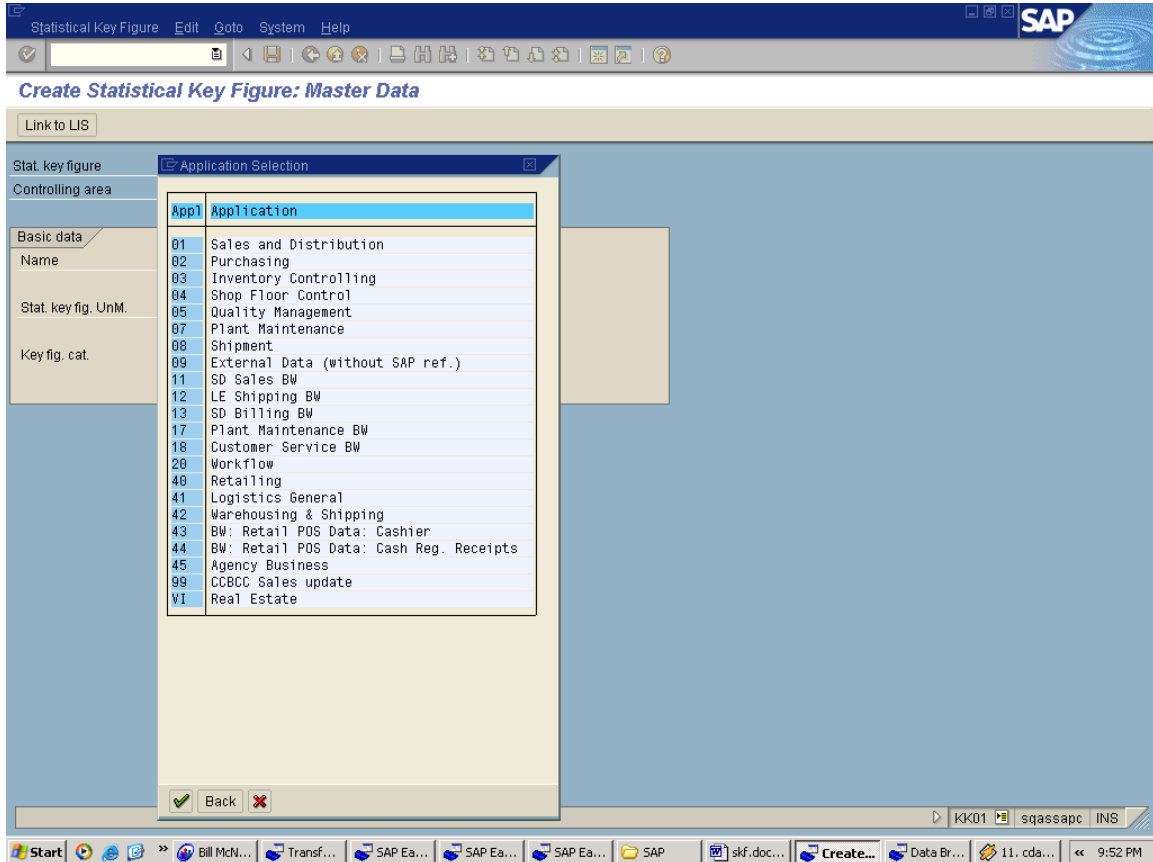 Statistical Key Figure Edit Goto System Help
SAP
Create Statistical Key Figure: Master Data
Link to LIS
Stat. key figure
Controlling area
Basic data
Name
Stat. key fig. UnM.
Key fig. cat.
Application Selection
Appl Application
01 Sales and Distribution
02 Purchasing
03 Inventory Controlling
04 Shop Floor Control
05 Quality Management
07 Plant Maintenance
08 Shipment
09 External Data (without SAP ref.)
11 SD Sales BW
12 LE Shipping BW
13 SD Billing BW
17 Plant Maintenance BW
18 Customer Service BW
20 Workflow
40 Retailing
41 Logistics General
42 Warehousing & Shipping
43 BW: Retail POS Data: Cashier
44 BW: Retail POS Data: Cash Reg. Receipts
45 Agency Business
99 CCBCC Sales update
VI Real Estate
Back
KK01 sqassapc INS
Start » Bill McN... Transf... SAP Ea... SAP Ea... SAP Ea... SAP skf.doc... Create... Data Br... 11. cda... « 9:52 PM